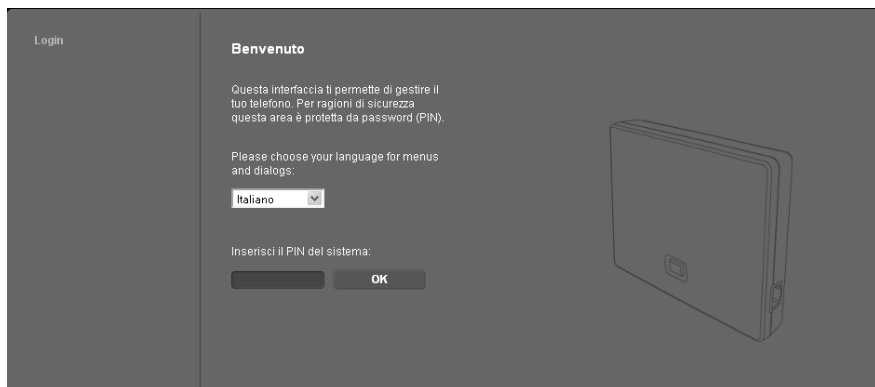 Login
Benvenuto
Questa interfaccia ti permette di gestire il
tuo telefono. Per ragioni di sicurezza
questa area è protetta da password (PIN).
Please choose your language for menus
and dialogs:
Italiano
Inserisci il PIN del sistema:
OK